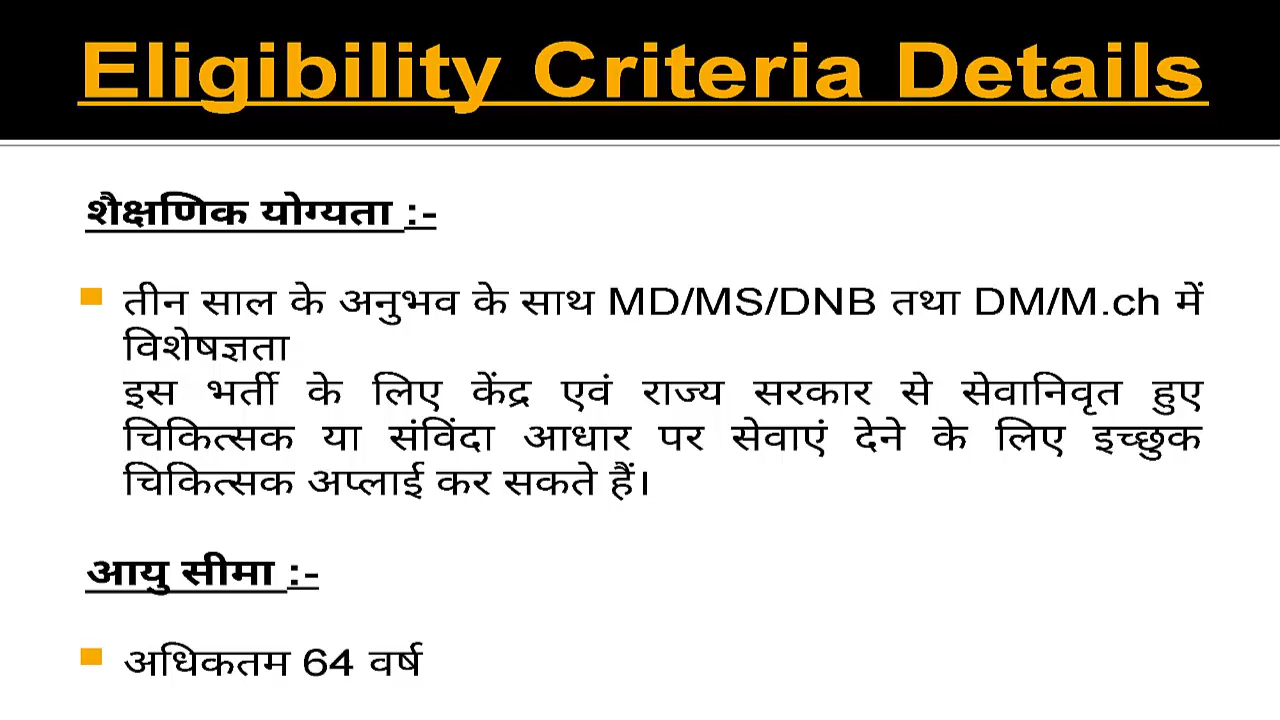 Eligibility Criteria Details
शैक्षणिक योग्यता :-
तीन साल के अनुभव के साथ MD/MS/DNB तथा DM/M.ch में
विशेषज्ञता
इस भर्ती के लिए केंद्र एवं राज्य सरकार से सेवानिवृत हुए
चिकित्सक या संविंदा आधार पर सेवाएं देने के लिए इच्छुक
चिकित्सक अप्लाई कर सकते हैं।
आयु सीमा :-
अधिकतम 64 वर्ष